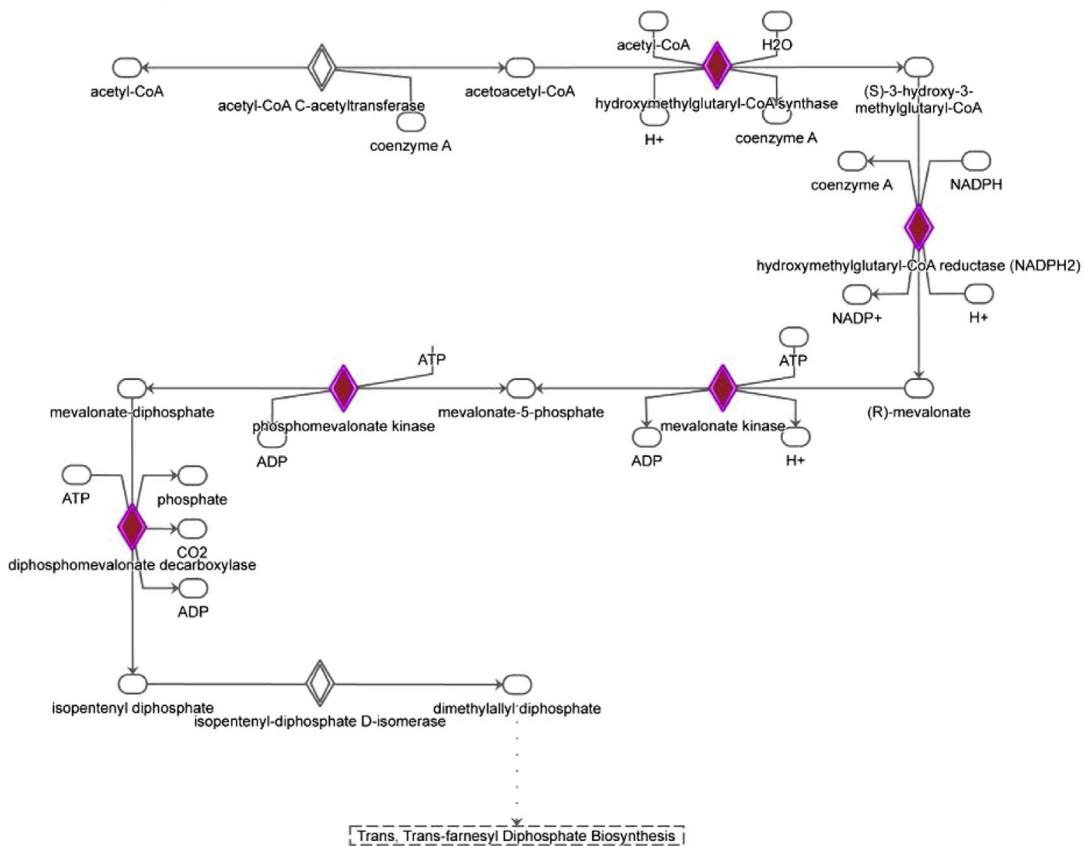 acetyl-CoA
H2O
acetyl-CoA
acetyl-CoA C-acetyltransferase
coenzyme A
acetoacetyl-CoA
hydroxymethylglutaryl-CoA synthase
H+
coenzyme A
(S)-3-hydroxy-3-
methylglutaryl-CoA
coenzyme A
NADPH
hydroxymethylglutaryl-CoA reductase (NADPH2)
NADP+
H+
(R)-mevalonate
ATP
mevalonate kinase
ADP
H+
mevalonate-5-phosphate
ATP
phosphomevalonate kinase
ADP
mevalonate-diphosphate
ATP
phosphate
CO2
diphosphomevalonate decarboxylase
ADP
isopentenyl diphosphate
isopentenyl-diphosphate D-isomerase
dimethylallyl diphosphate
Trans, Trans-farnesyl Diphosphate Biosynthesis